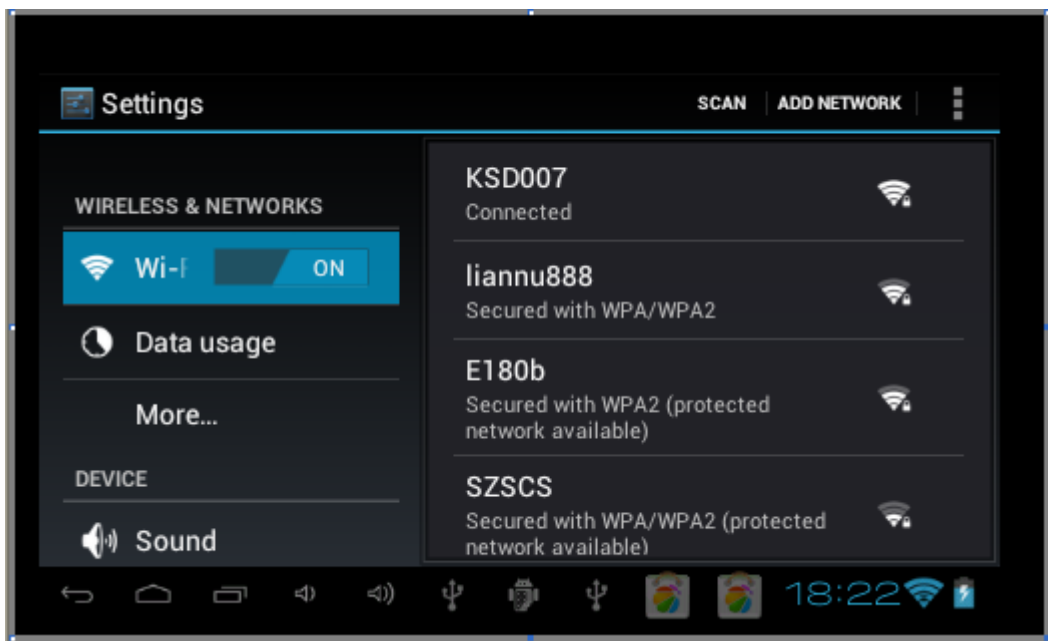 Settings
SCAN
ADD NETWORK
WIRELESS & NETWORKS
Wi-F
ON
Data usage
More...
DEVICE
Sound
KSD007
Connected
liannu888
Secured with WPA/WPA2
E180b
Secured with WPA2 (protected
network available)
SZSCS
Secured with WPA/WPA2 (protected
network available)
18:22